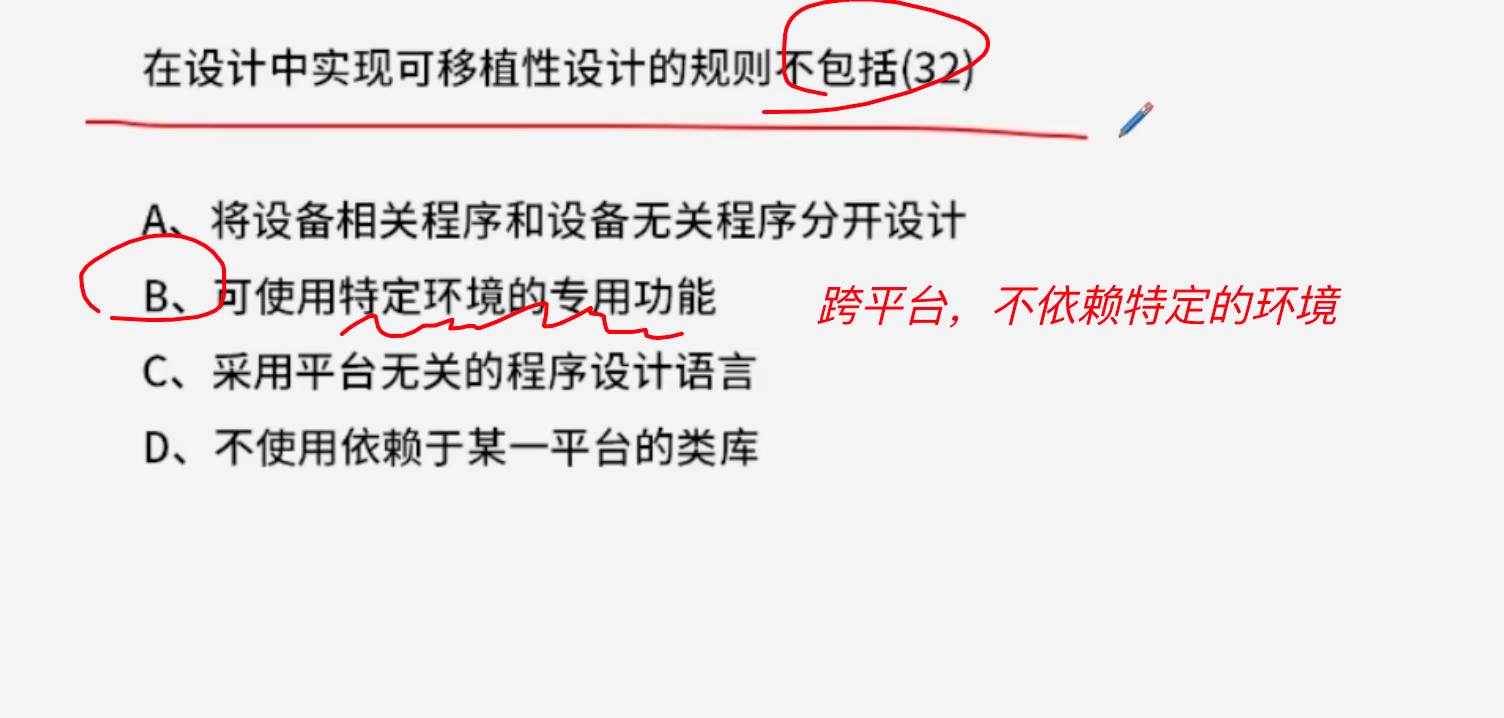 在设计中实现可移植性设计的规则不包括(32)
A、将设备相关程序和设备无关程序分开设计
B、可使用特定环境的专用功能
跨平台，不依赖特定的环境
C、采用平台无关的程序设计语言
D、不使用依赖于某一平台的类库